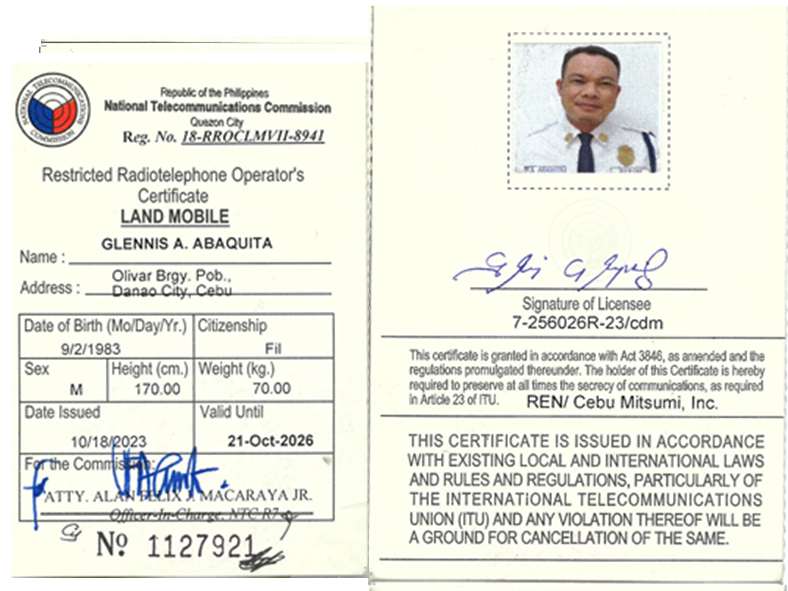 NATIONAL TELECOMMUNICATIONS COMMISSION
Republic of the Philippines
National Telecommunications Commission
Quezon City
Reg. No. 18-RROCLMVII-8941
Restricted Radiotelephone Operator's
Certificate
LAND MOBILE
GLENNIS A. ABAQUITA
Name :
Olivar Brgy. Pob.,
Address :
Danao City, Cebu
Date of Birth (Mo/Day/Yr.) Citizenship
9/2/1983 Fil
Sex Height (cm.) Weight (kg.)
M 170.00 70.00
Date Issued Valid Until
10/18/2023 21-Oct-2026
For the Commission:
ATTY. ALAN FELIX J. MACARAYA JR.
Officer-In-Charge, NTC R7
Nº 1127921
Signature of Licensee
7-256026R-23/cdm
This certificate is granted in accordance with Act 3846, as amended and the
regulations promulgated thereunder. The holder of this Certificate is hereby
required to preserve at all times the secrecy of communications, as required
in Article 23 of ITU. REN/ Cebu Mitsumi, Inc.
THIS CERTIFICATE IS ISSUED IN ACCORDANCE
WITH EXISTING LOCAL AND INTERNATIONAL LAWS
AND RULES AND REGULATIONS, PARTICULARLY OF
THE INTERNATIONAL TELECOMMUNICATIONS
UNION (ITU) AND ANY VIOLATION THEREOF WILL BE
A GROUND FOR CANCELLATION OF THE SAME.